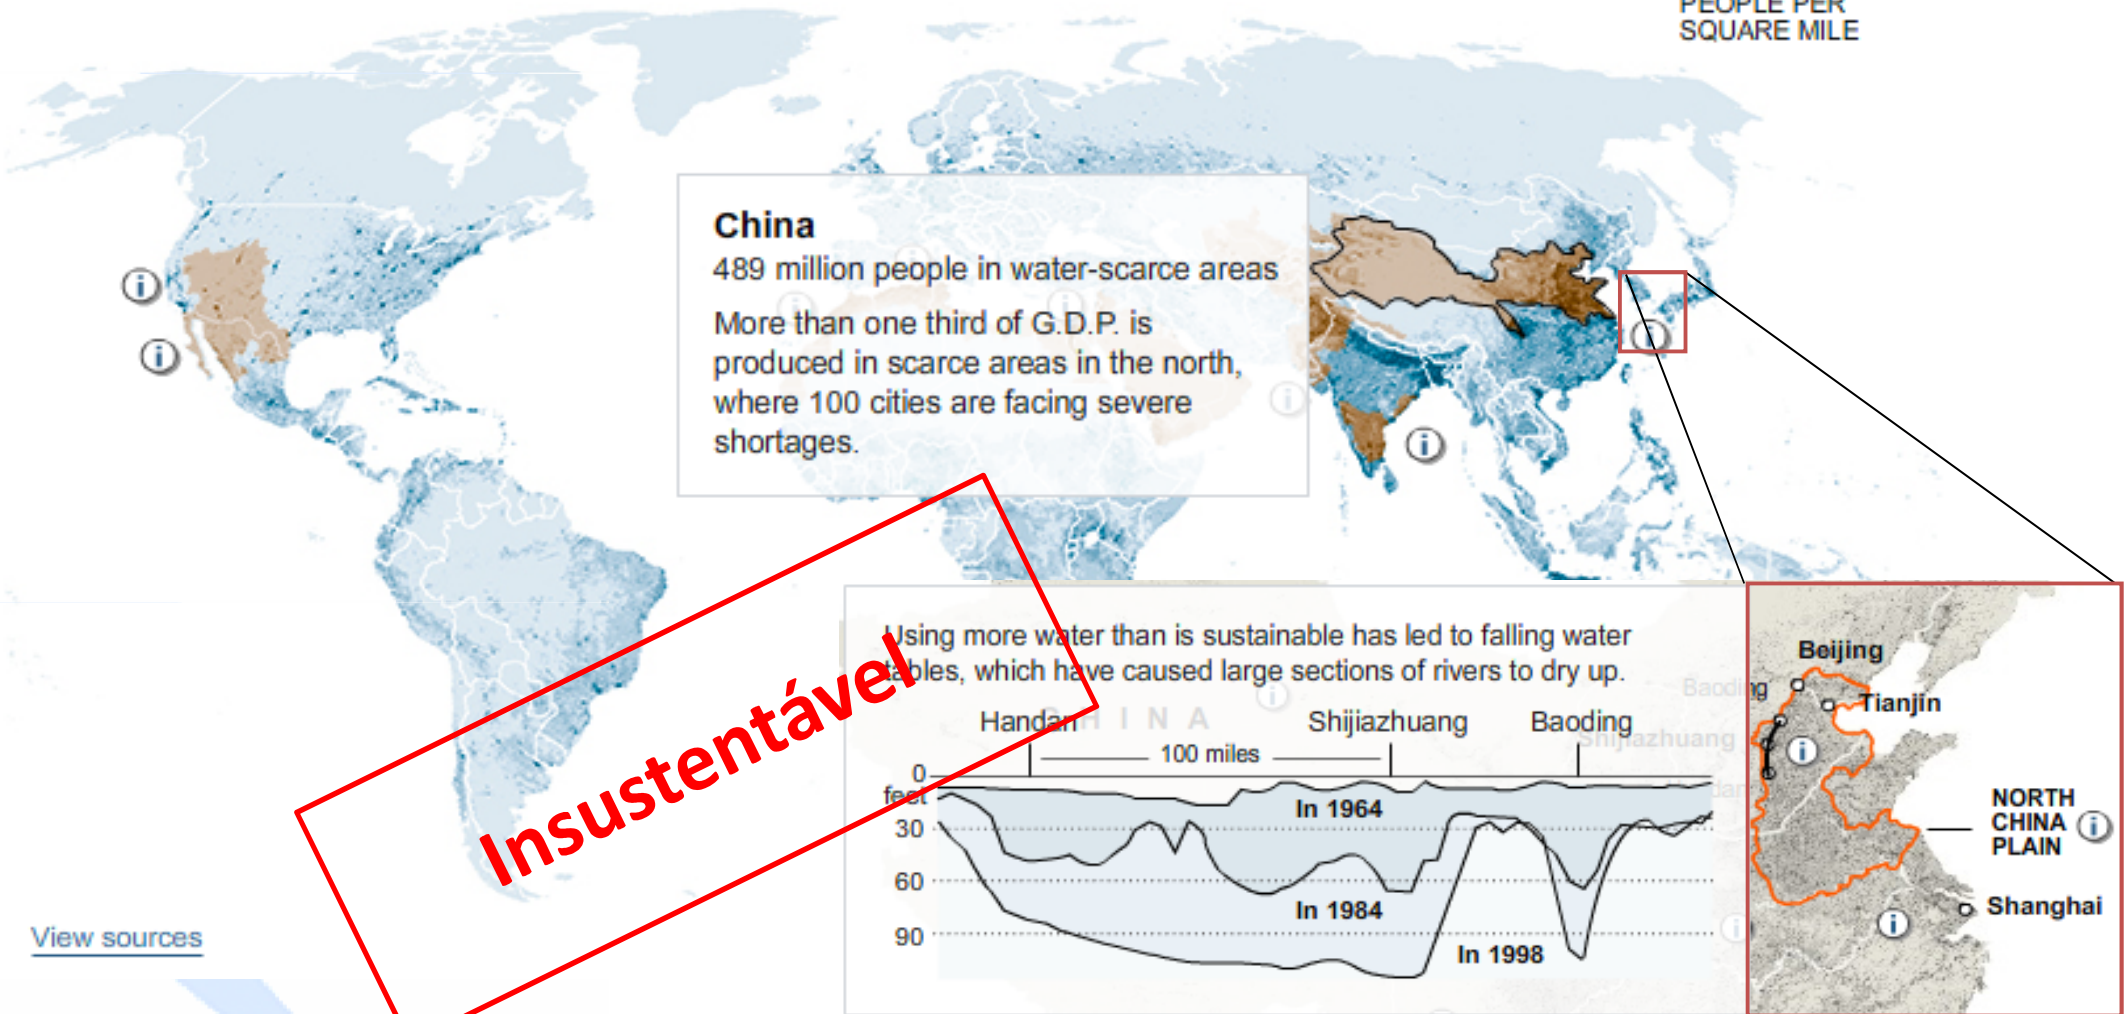 PEOPLE PER
SQUARE MILE
China
489 million people in water-scarce areas
More than one third of G.D.P. is
produced in scarce areas in the north,
where 100 cities are facing severe
shortages.
Insustentável
Using more water than is sustainable has led to falling water
tables, which have caused large sections of rivers to dry up.
CHINA
Handan
Shijiazhuang
Baoding
100 miles
0
feet
30
60
90
In 1964
In 1984
In 1998
Baoding
Shijiazhuang
Beijing
Tianjin
NORTH
CHINA
PLAIN
Shanghai
View sources